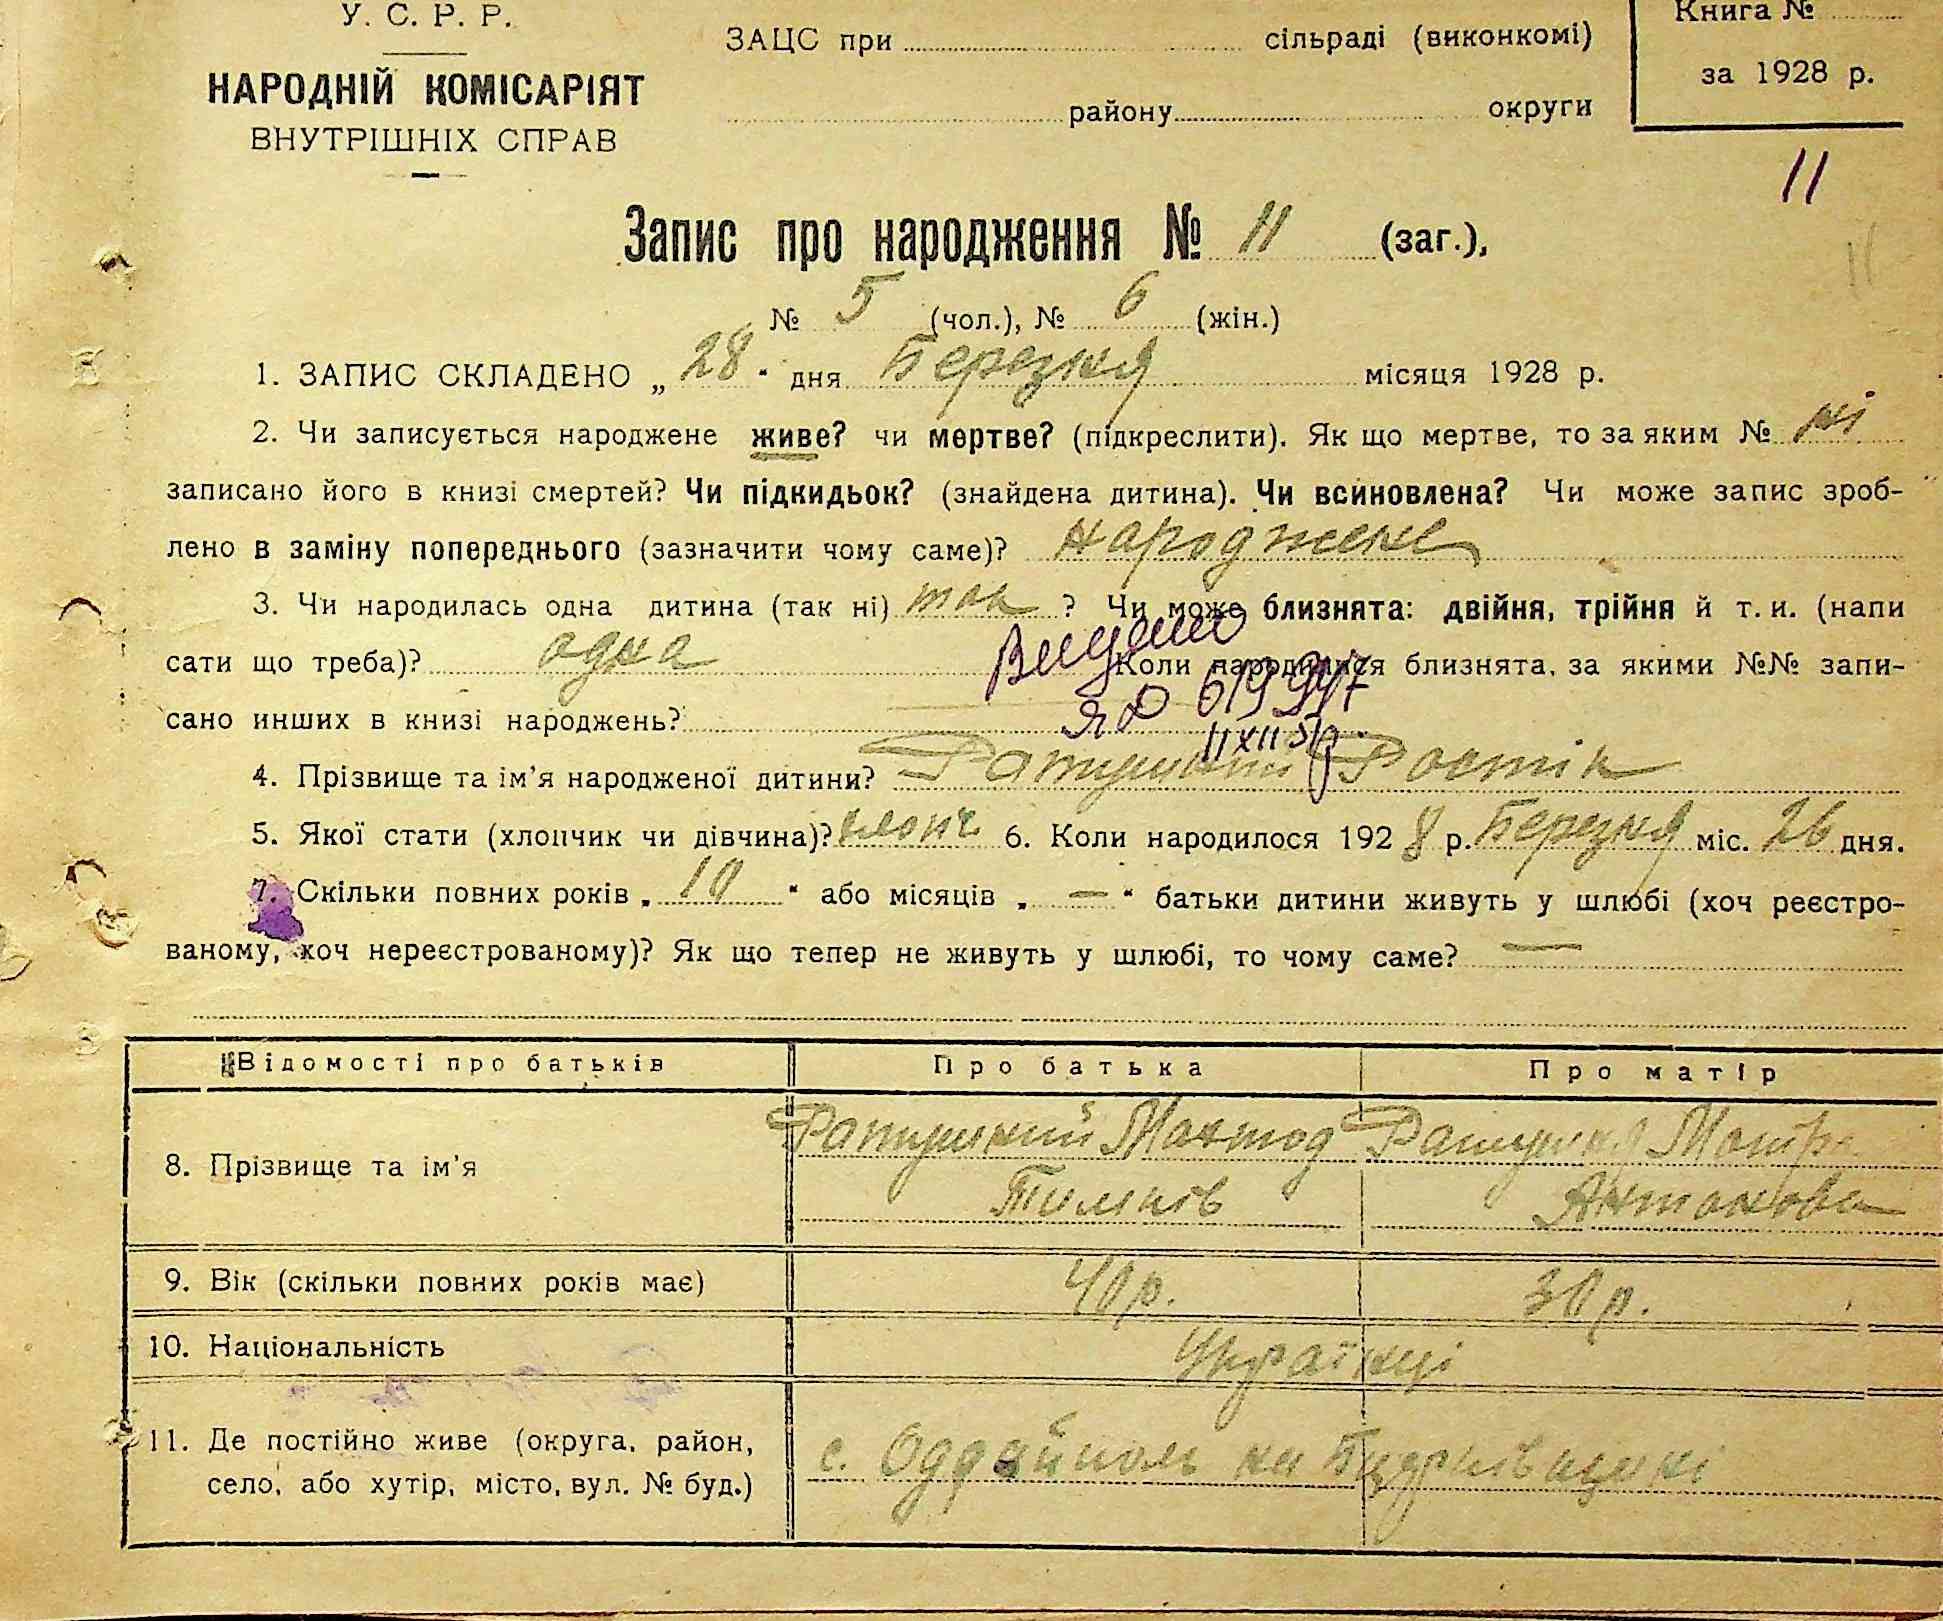 У. С. Р. Р.
НАРОДНІЙ КОМІСАРІЯТ
ВНУТРІШНІХ СПРАВ
ЗАЦС при сільраді (виконкомі)
району округи
Книга №
за 1928 р.
11
Запис про народження № 11 (заг.),
11
№ 5 (чол.), № 6 (жін.)
1. ЗАПИС СКЛАДЕНО „ 28 “ дня Березня місяця 1928 р.
2. Чи записується народжене живе? чи мертве? (підкреслити). Як що мертве, то за яким № ні
записано його в книзі смертей? Чи підкидьок? (знайдена дитина). Чи всиновлена? Чи може запис зроб-
лено в заміну попереднього (зазначити чому саме)? народжене
3. Чи народилась одна дитина (так ні) так ? Чи може близнята: двійня, трійня й т. и. (напи
сати що треба)? одна Коли народилися близнята, за якими №№ запи-
сано инших в книзі народжень?
4. Прізвище та ім'я народженої дитини? Ратушний Ростік
5. Якої стати (хлопчик чи дівчина)? хлопч 6. Коли народилося 1928 р. Березня міс. 26 дня.
7. Скільки повних років „ 10 “ або місяців „ — “ батьки дитини живуть у шлюбі (хоч реєстро-
ваному, хоч нереєстрованому)? Як що тепер не живуть у шлюбі, то чому саме? —
Відомості про батьків Про батька Про матір
8. Прізвище та ім'я
Антонова
9. Вік (скільки повних років має) 40 р. 30 р.
10. Національність Українці
11. Де постійно живе (округа, район,
село, або хутір, місто, вул. № буд.)
с. Оддайполь на